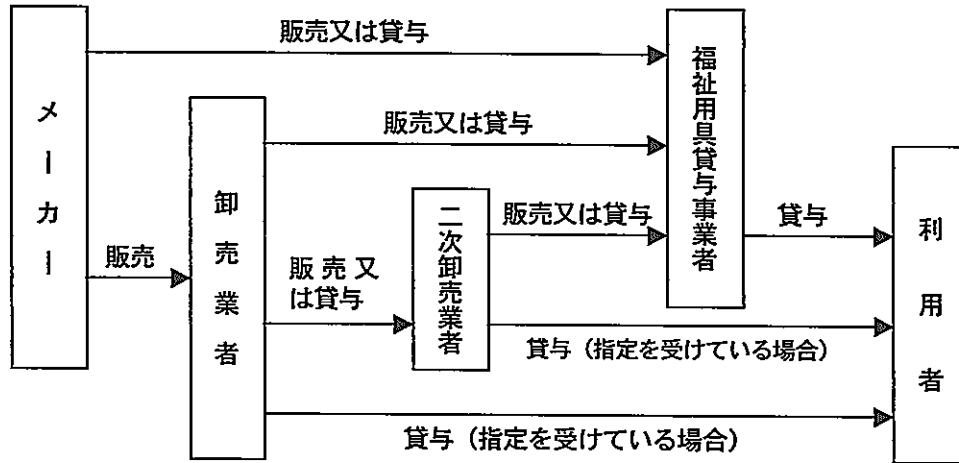 販売又は貸与
メーカー
福祉用具貸与事業者
販売又は貸与
卸売業者
二次卸売業者
販売又は貸与
貸与
利用者
販売
販売又
は貸与
貸与（指定を受けている場合）
貸与（指定を受けている場合）